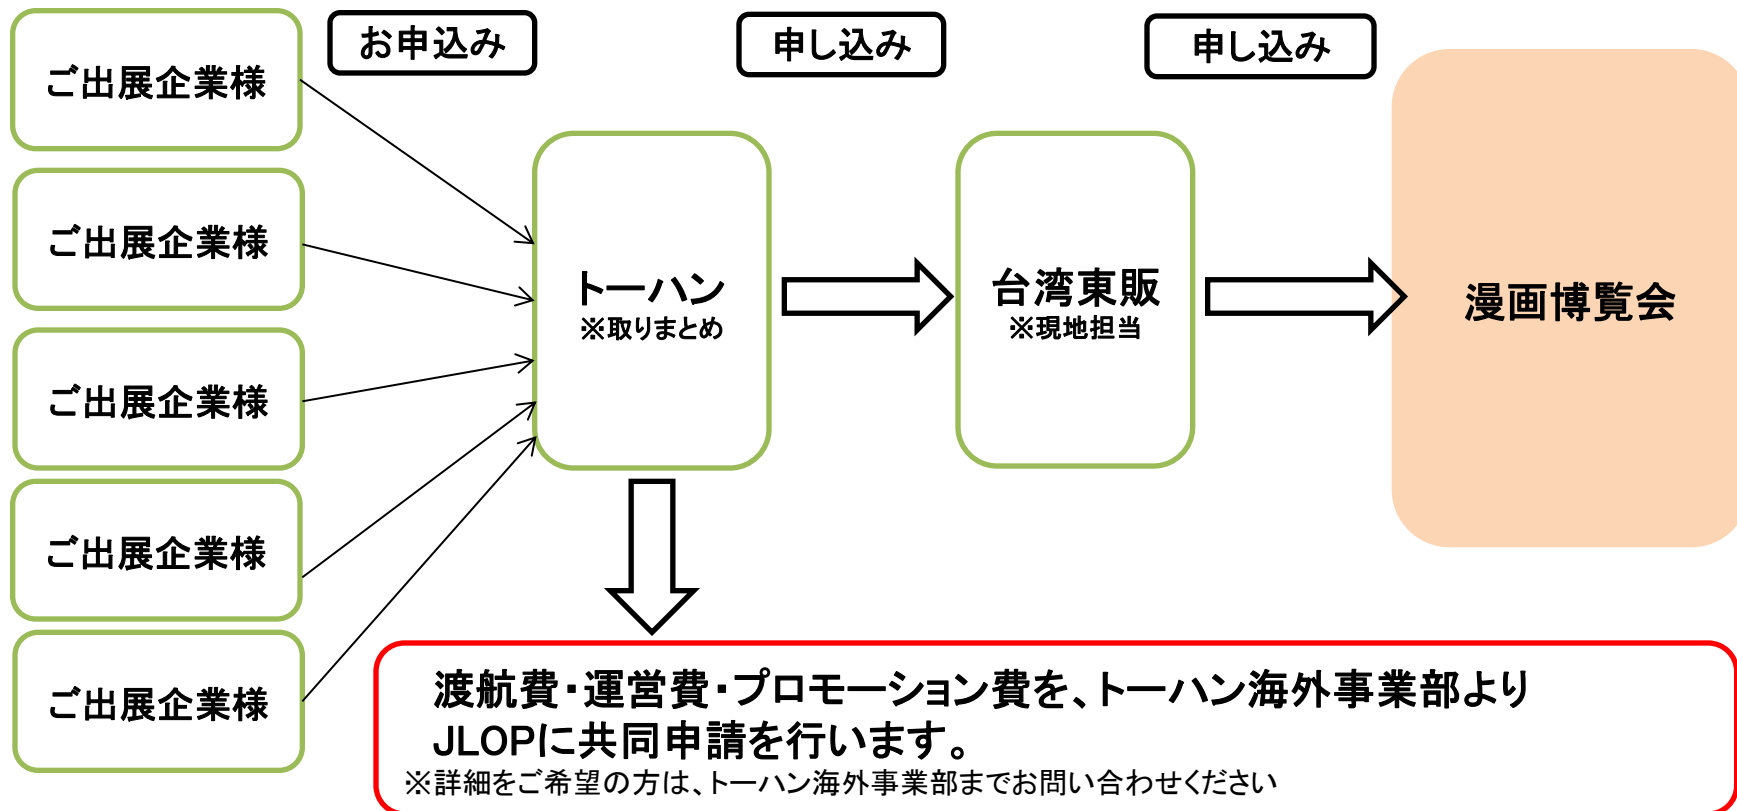 お申込み
申し込み
申し込み
ご出展企業様
ご出展企業様
ご出展企業様
ご出展企業様
ご出展企業様
トーハン
※取りまとめ
台湾東販
※現地担当
漫画博覧会
渡航費・運営費・プロモーション費を、トーハン海外事業部より
JLOPに共同申請を行います。
※詳細をご希望の方は、トーハン海外事業部までお問い合わせください